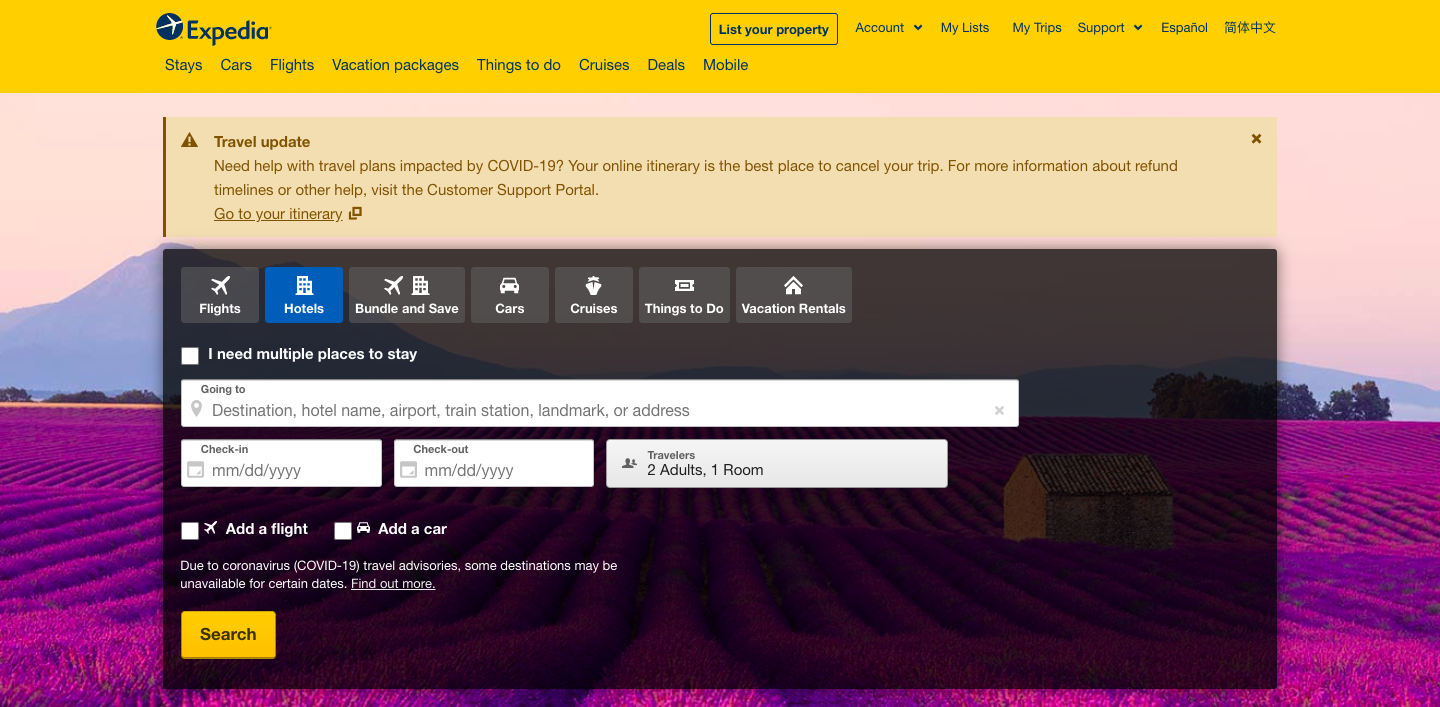 Expedia
List your property
Account
My Lists
My Trips
Support
Español
简体中文
Stays
Cars
Flights
Vacation packages
Things to do
Cruises
Deals
Mobile
Travel update
Need help with travel plans impacted by COVID-19? Your online itinerary is the best place to cancel your trip. For more information about refund
timelines or other help, visit the Customer Support Portal.
Go to your itinerary
Flights
Hotels
Bundle and Save
Cars
Cruises
Things to Do
Vacation Rentals
I need multiple places to stay
Going to
Destination, hotel name, airport, train station, landmark, or address
Check-in
mm/dd/yyyy
Check-out
mm/dd/yyyy
Travelers
2 Adults, 1 Room
Add a flight
Add a car
Due to coronavirus (COVID-19) travel advisories, some destinations may be
unavailable for certain dates. Find out more.
Search